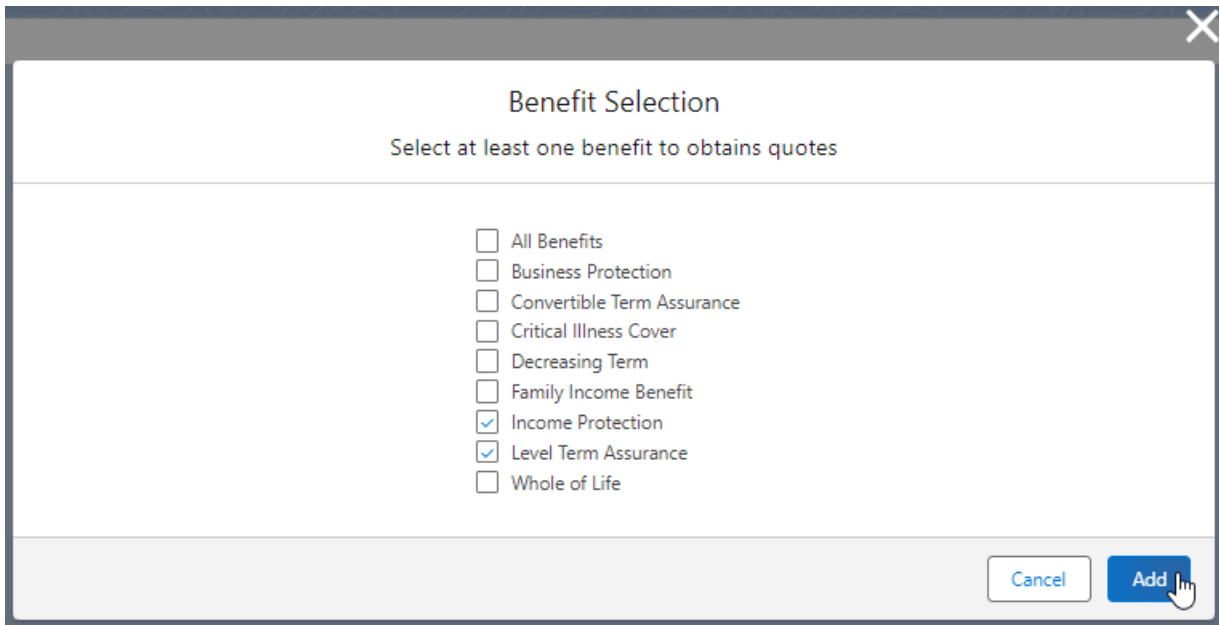 Benefit Selection
Select at least one benefit to obtains quotes
All Benefits
Business Protection
Convertible Term Assurance
Critical Illness Cover
Decreasing Term
Family Income Benefit
Income Protection
Level Term Assurance
Whole of Life
Cancel
Add